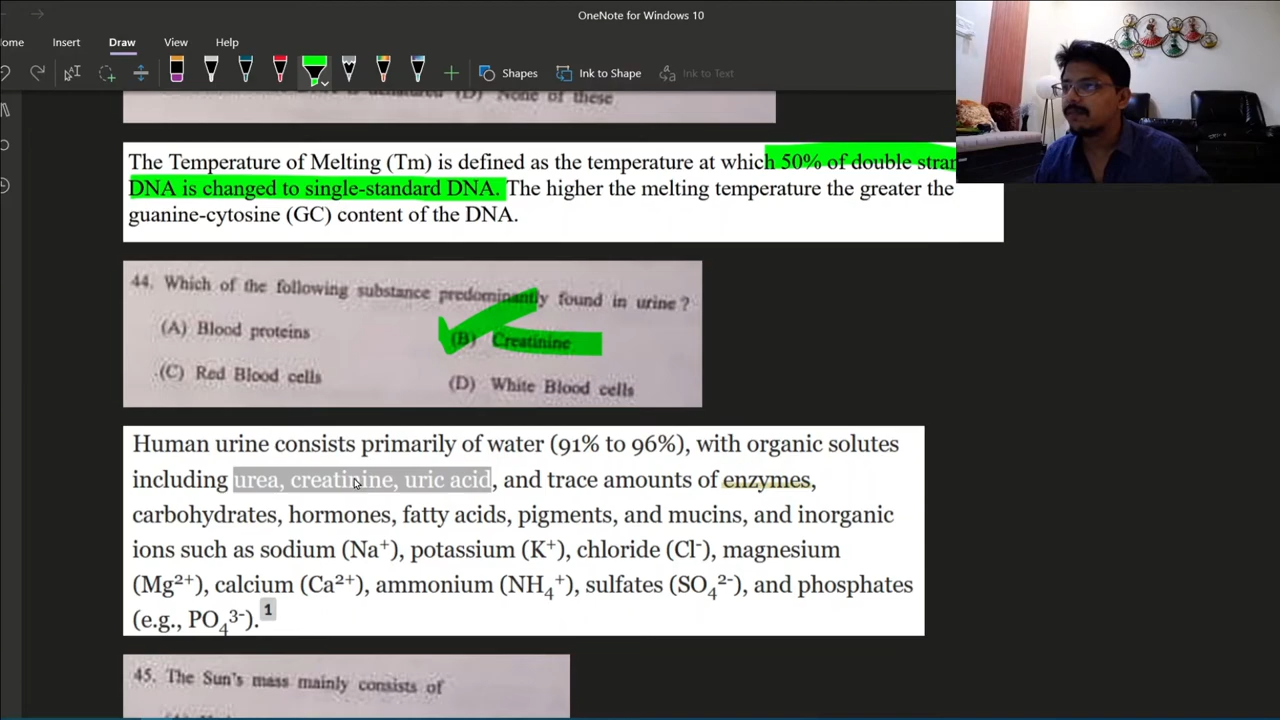 OneNote for Windows 10
ome Insert Draw View Help
Shapes Ink to Shape Ink to Text
(D) None of these
The Temperature of Melting (Tm) is defined as the temperature at which 50% of double stran
DNA is changed to single-standard DNA. The higher the melting temperature the greater the
guanine-cytosine (GC) content of the DNA.
44. Which of the following substance predominantly found in urine ?
(A) Blood proteins (B) Creatinine
(C) Red Blood cells (D) White Blood cells
Human urine consists primarily of water (91% to 96%), with organic solutes
including urea, creatinine, uric acid, and trace amounts of enzymes,
carbohydrates, hormones, fatty acids, pigments, and mucins, and inorganic
ions such as sodium (Na⁺), potassium (K⁺), chloride (Cl⁻), magnesium
(Mg²⁺), calcium (Ca²⁺), ammonium (NH₄⁺), sulfates (SO₄²⁻), and phosphates
(e.g., PO₄³⁻). 1
45. The Sun's mass mainly consists of